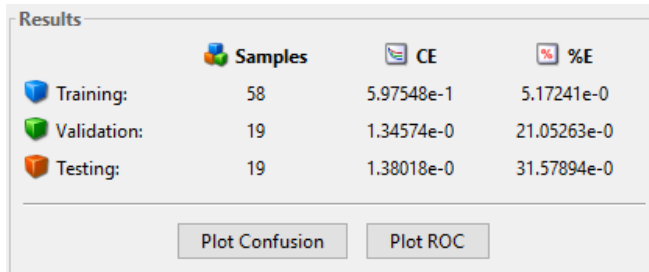 Results
Samples CE %E
Training: 58 5.97548e-1 5.17241e-0
Validation: 19 1.34574e-0 21.05263e-0
Testing: 19 1.38018e-0 31.57894e-0
Plot Confusion Plot ROC